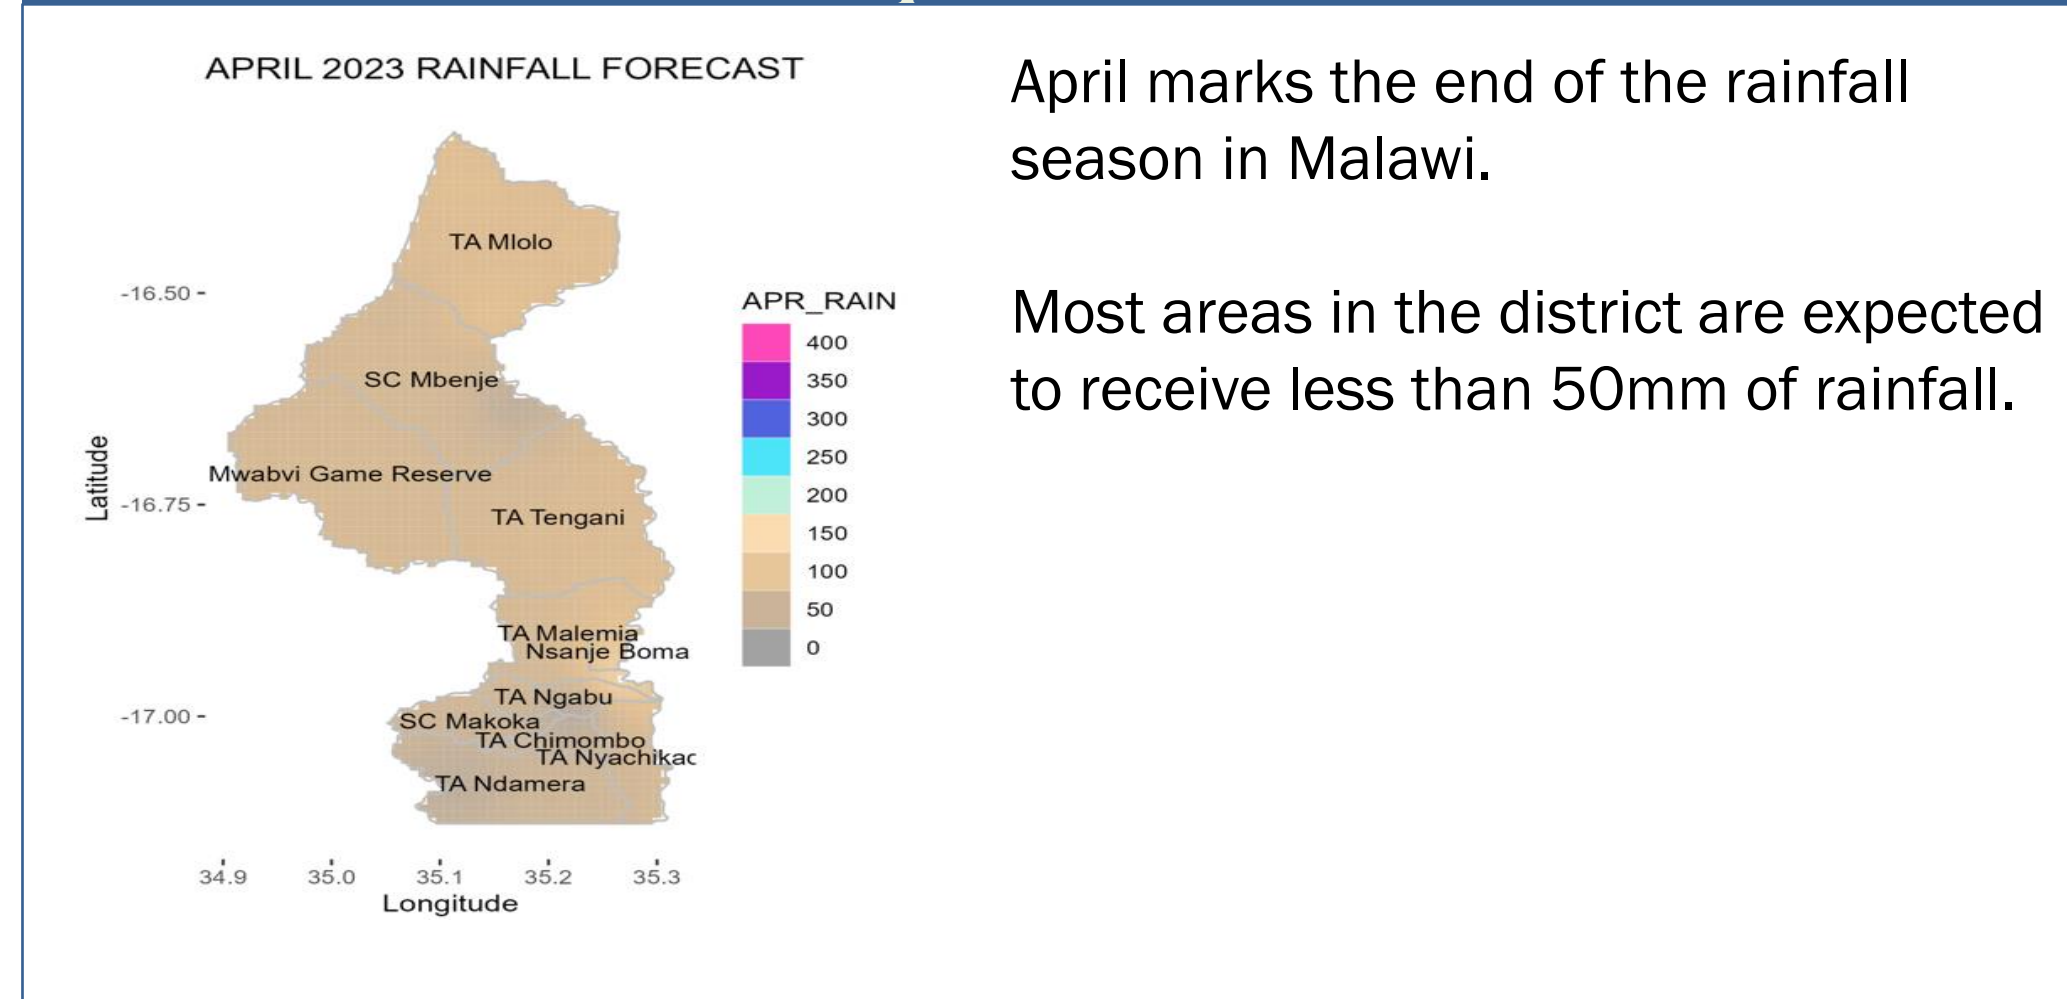 APRIL 2023 RAINFALL FORECAST
TA Mlolo
-16.50
SC Mbenje
Mwabvi Game Reserve
-16.75
TA Tengani
Latitude
TA Malemia
Nsanje Boma
TA Ngabu
-17.00
SC Makoka
TA Chimombo
TA Nyachikac
TA Ndamera
34.9 35.0 35.1 35.2 35.3
Longitude
APR_RAIN
400
350
300
250
200
150
100
50
0
April marks the end of the rainfall
season in Malawi.
Most areas in the district are expected
to receive less than 50mm of rainfall.